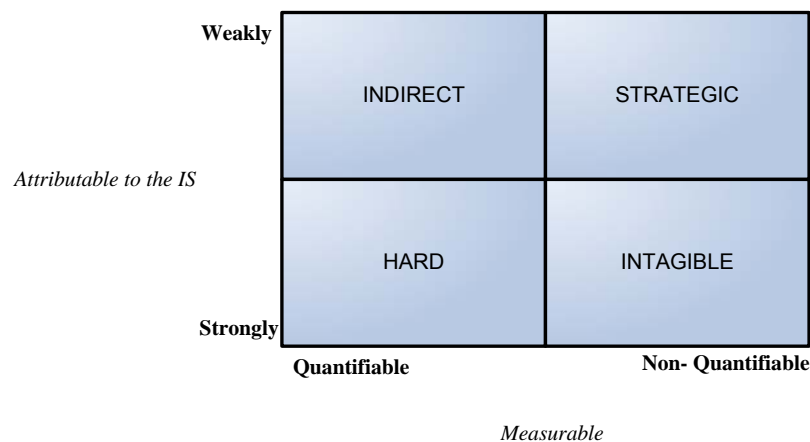 Weakly
INDIRECT
STRATEGIC
Attributable to the IS
HARD
INTAGIBLE
Strongly
Quantifiable
Non- Quantifiable
Measurable